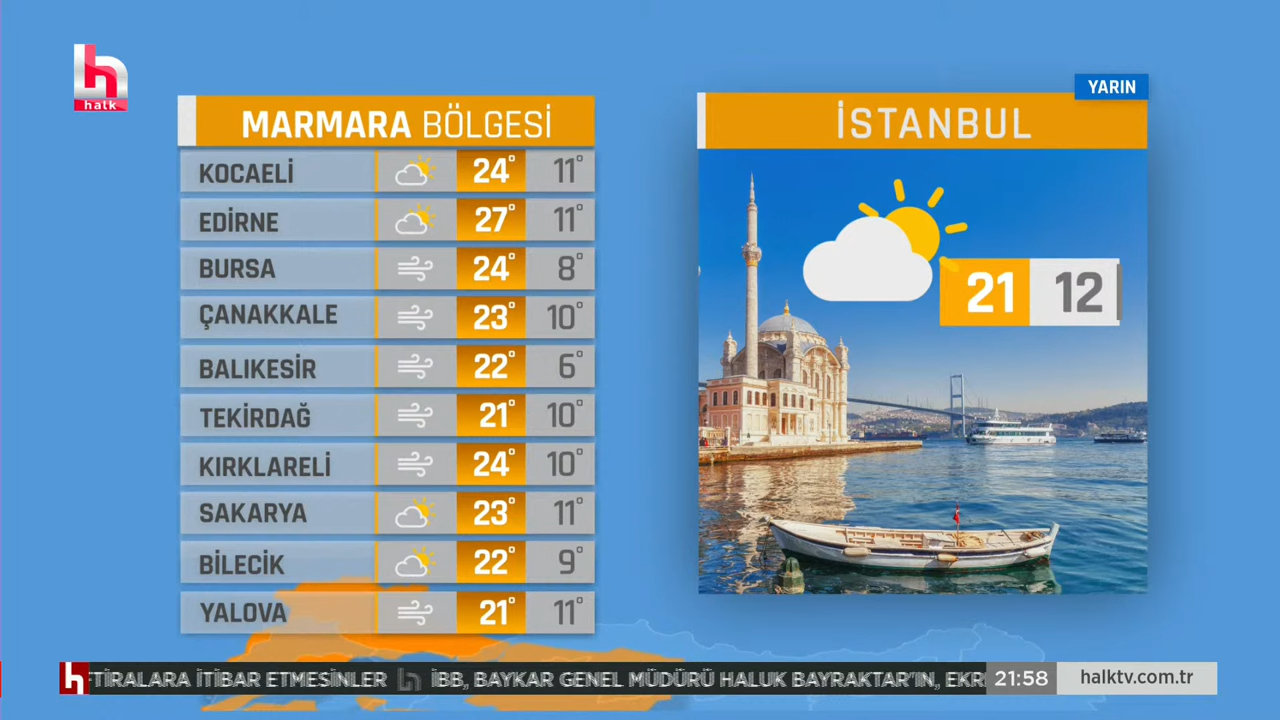 h
halk
MARMARA BÖLGESİ
KOCAELİ 24° 11°
EDİRNE 27° 11°
BURSA 24° 8°
ÇANAKKALE 23° 10°
BALIKESİR 22° 6°
TEKİRDAĞ 21° 10°
KIRKLARELİ 24° 10°
SAKARYA 23° 11°
BİLECİK 22° 9°
YALOVA 21° 11°
YARIN
İSTANBUL
21 12
h FTİRALARA İTİBAR ETMESİNLER h İBB, BAYKAR GENEL MÜDÜRÜ HALUK BAYRAKTAR'IN, EKR 21:58 halktv.com.tr